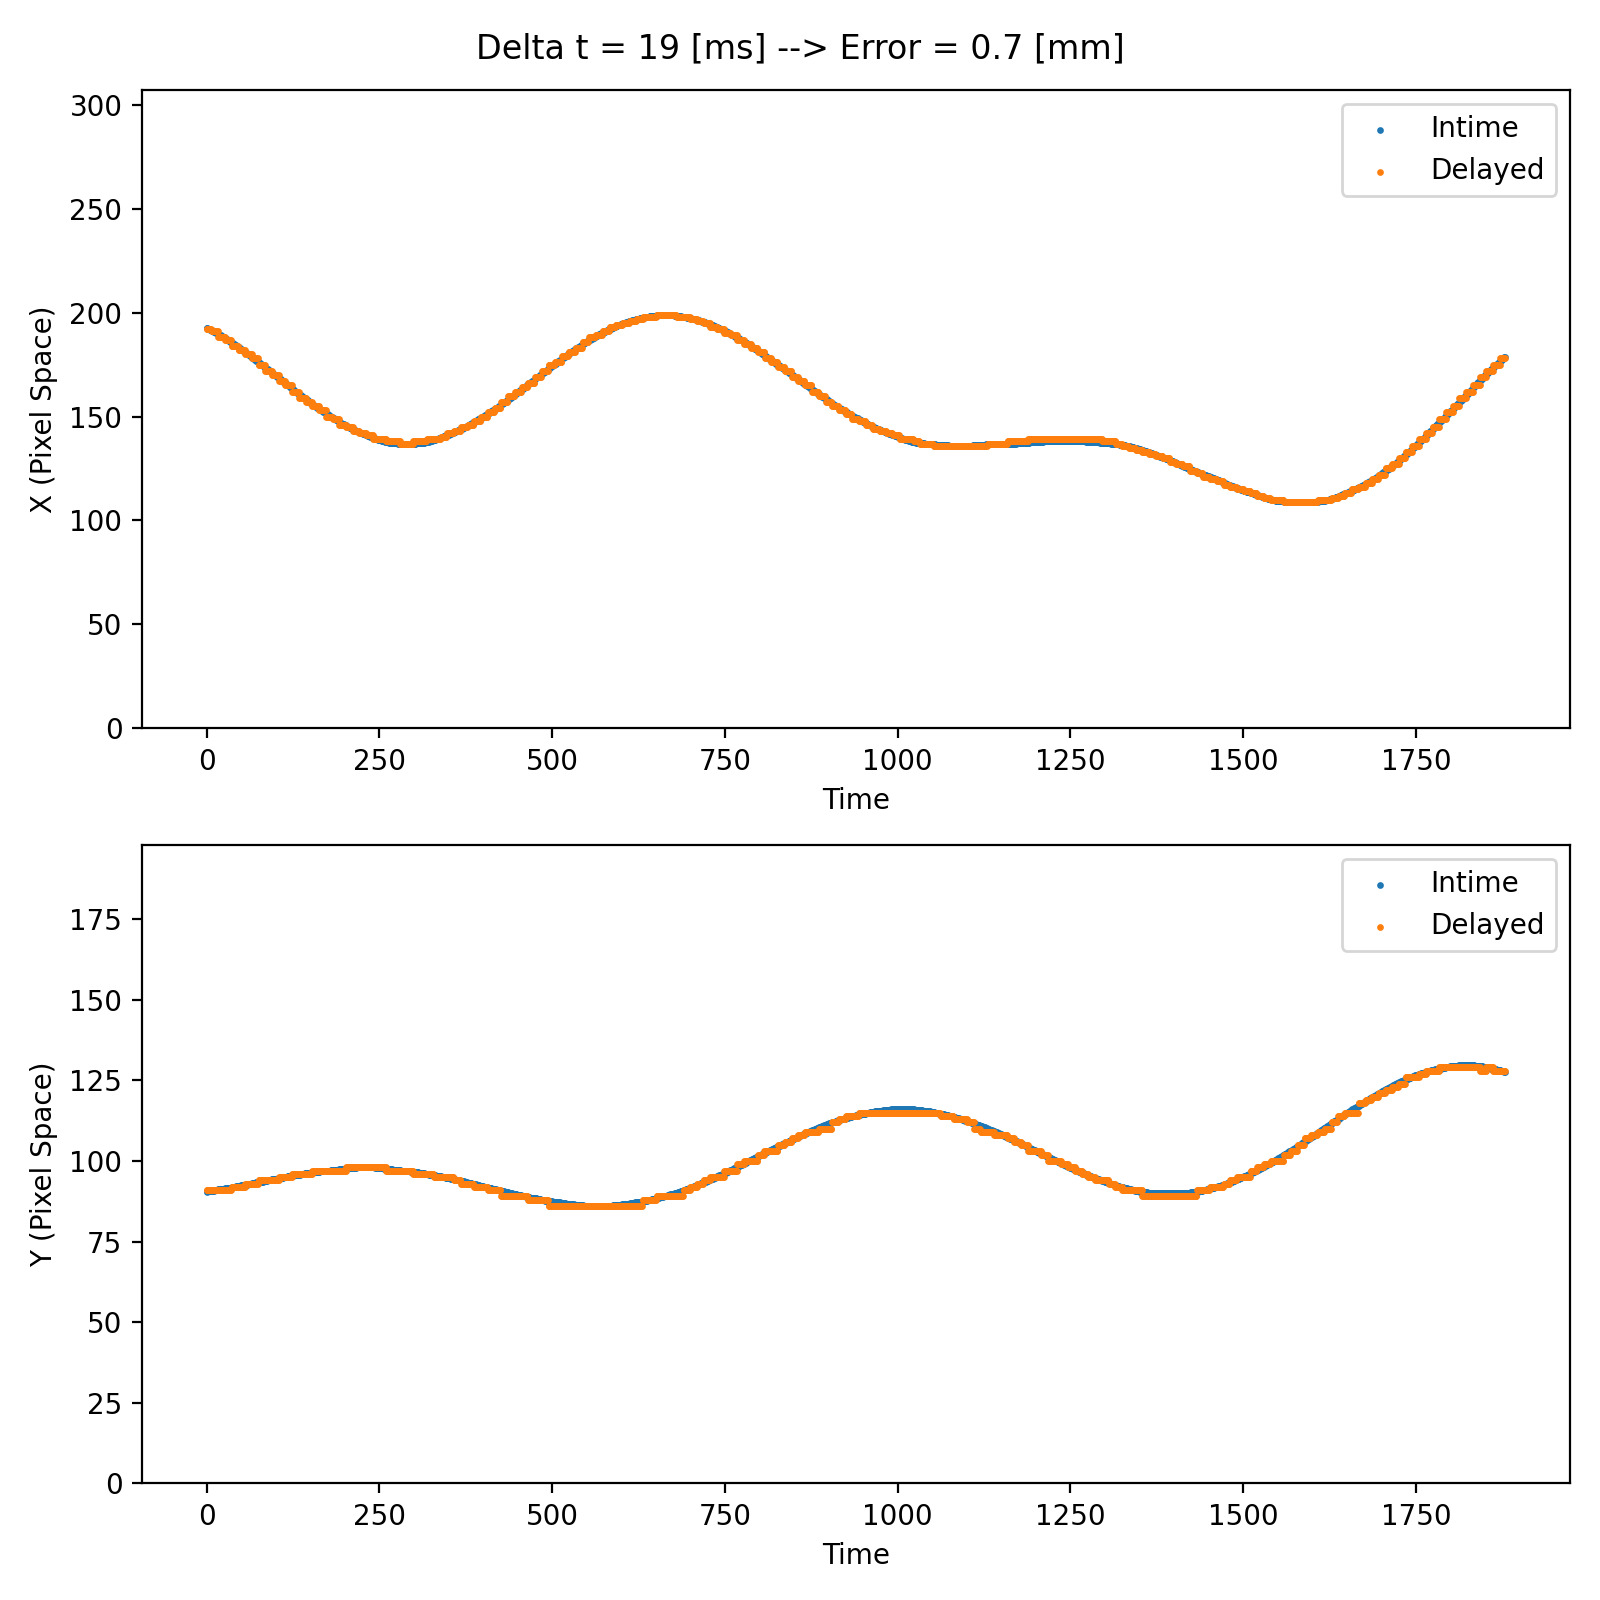 Delta t = 19 [ms] --> Error = 0.7 [mm]
300
250
200
150
100
50
0
X (Pixel Space)
Intime
Delayed
0 250 500 750 1000 1250 1500 1750
Time
175
150
125
100
75
50
25
0
Y (Pixel Space)
Intime
Delayed
0 250 500 750 1000 1250 1500 1750
Time